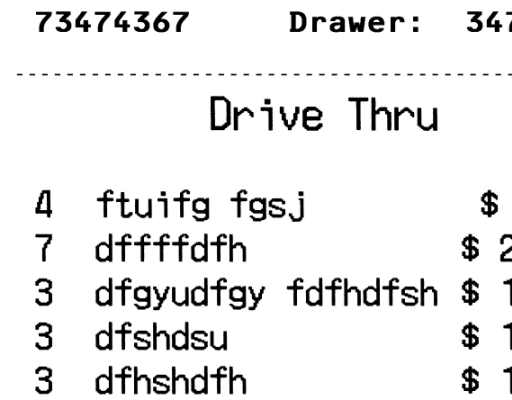 73474367 Drawer: 347
Drive Thru
4 ftuifg fgsj $
7 dffffdfh $ 2
3 dfgyudfgy fdfhdfsh $ 1
3 dfshdsu $ 1
3 dfhshdfh $ 1